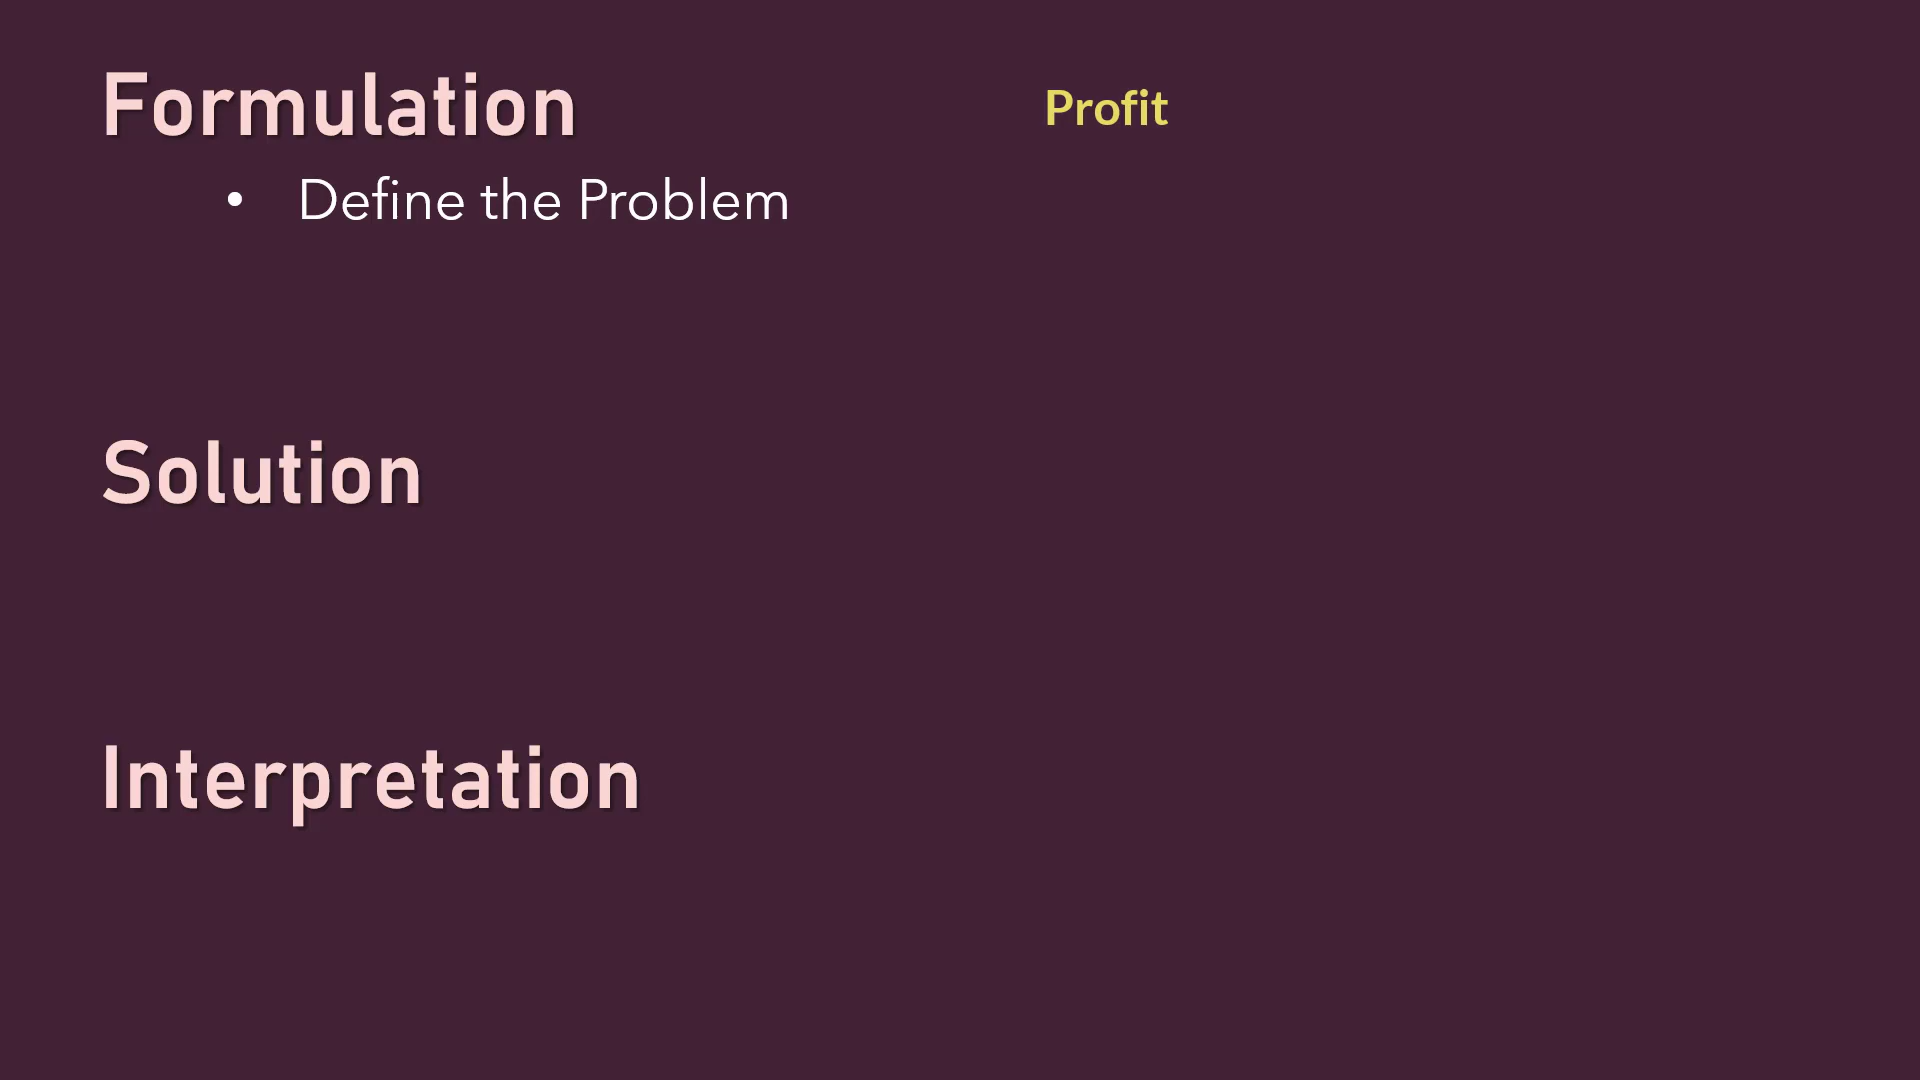 Formulation
Profit
• Define the Problem
Solution
Interpretation